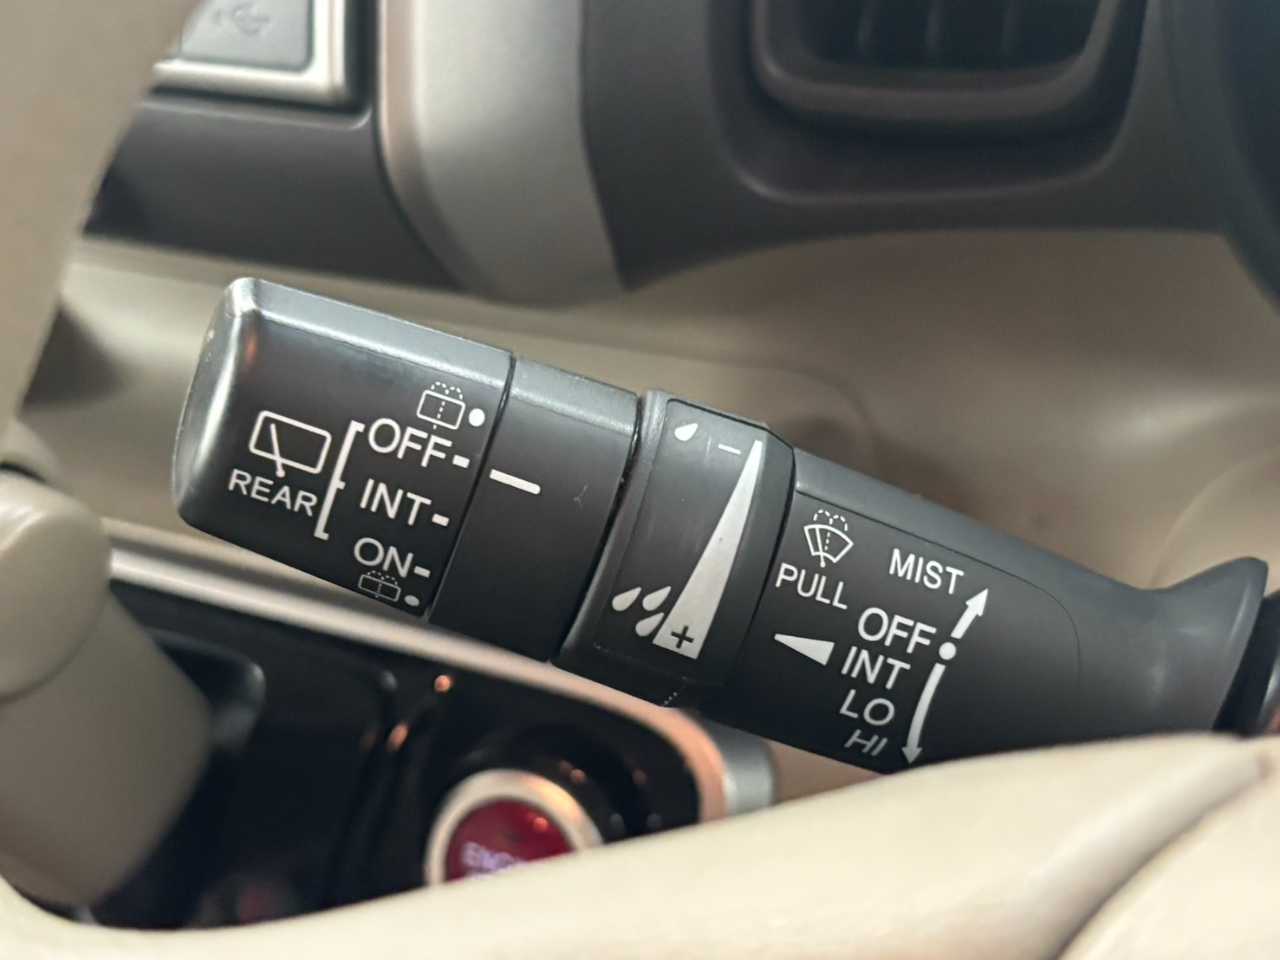 REAR
OFF
INT
ON
PULL
MIST
OFF
INT
LO
HI